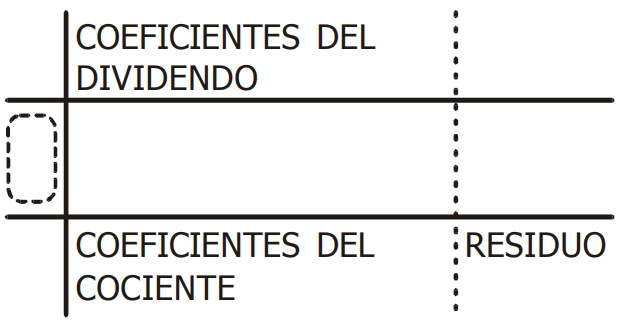 COEFICIENTES DEL
DIVIDENDO
COEFICIENTES DEL
COCIENTE
RESIDUO